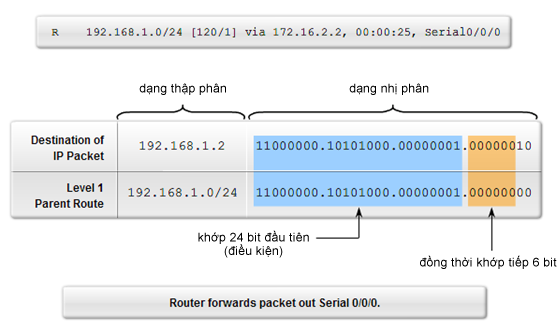 R 192.168.1.0/24 [120/1] via 172.16.2.2, 00:00:25, Serial0/0/0
dạng thập phân
dạng nhị phân
Destination of
IP Packet
192.168.1.2
11000000.10101000.00000001.00000010
Level 1
Parent Route
192.168.1.0/24
11000000.10101000.00000001.00000000
khớp 24 bit đầu tiên
(điều kiện)
đồng thời khớp tiếp 6 bit
Router forwards packet out Serial 0/0/0.